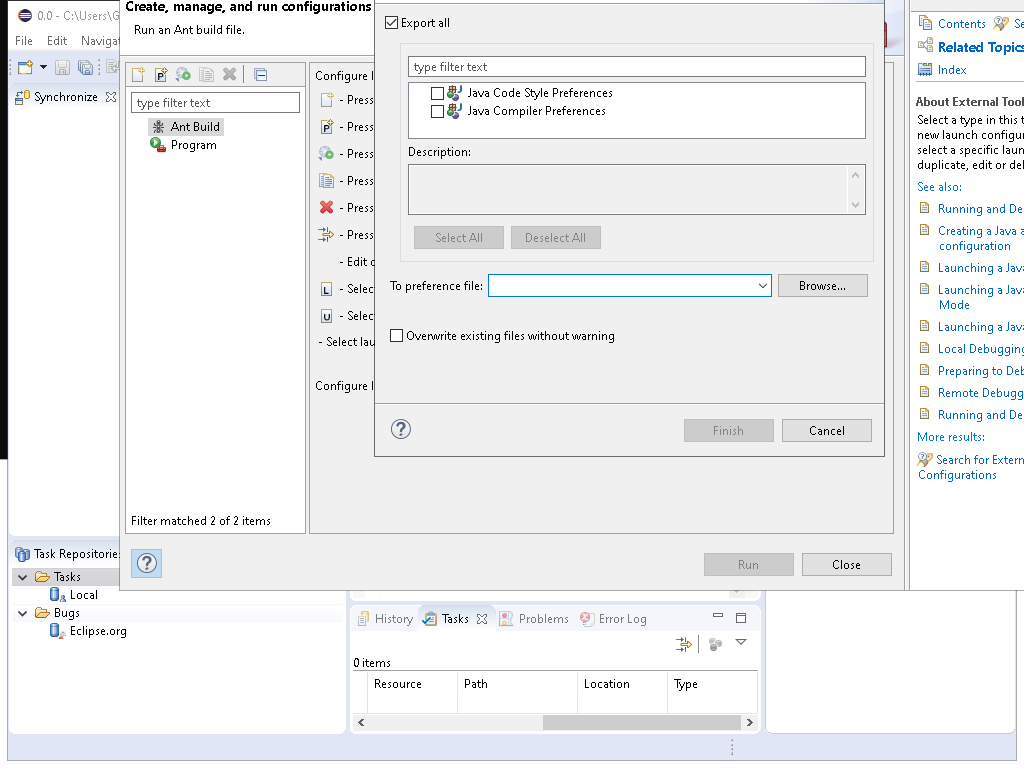 0.0 - C:\Users\G
File Edit Navigat
Synchronize
Create, manage, and run configurations
Run an Ant build file.
type filter text
Ant Build
Program
Filter matched 2 of 2 items
Configure l
- Press
- Press
- Press
- Press
- Press
- Press
- Edit c
- Selec
- Selec
- Select lau
Configure l
Export all
type filter text
Java Code Style Preferences
Java Compiler Preferences
Description:
Select All Deselect All
To preference file: Browse...
Overwrite existing files without warning
Finish Cancel
Run Close
Contents Se
Related Topics
Index
About External Tool
Select a type in this t
new launch configur
select a specific laun
duplicate, edit or del
See also:
Running and De
Creating a Java a
configuration
Launching a Java
Launching a Java
Mode
Launching a Java
Local Debugging
Preparing to Deb
Remote Debugg
Running and De
More results:
Search for Extern
Configurations
Task Repositorie
Tasks
Local
Bugs
Eclipse.org
History Tasks Problems Error Log
0 items
Resource Path Location Type